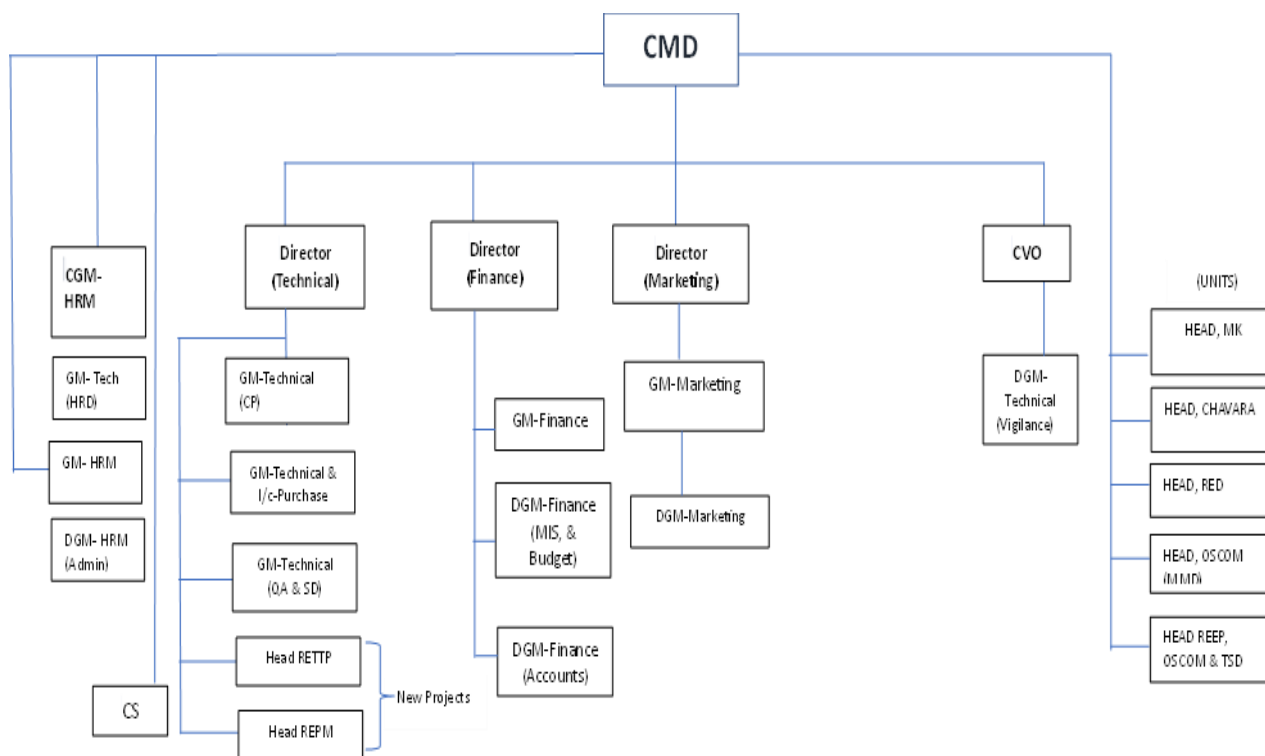 CMD
CGM-
HRM
GM- Tech
(HRD)
GM- HRM
DGM- HRM
(Admin)
CS
Director
(Technical)
GM-Technical
(CP)
GM-Technical &
I/c-Purchase
GM-Technical
(QA & SD)
Head RETTP
Head REPM
New Projects
Director
(Finance)
GM-Finance
DGM-Finance
(MIS, &
Budget)
DGM-Finance
(Accounts)
Director
(Marketing)
GM-Marketing
DGM-Marketing
CVO
DGM-
Technical
(Vigilance)
(UNITS)
HEAD, MK
HEAD, CHAVARA
HEAD, RED
HEAD, OSCOM
(MMD)
HEAD REEP,
OSCOM & TSD